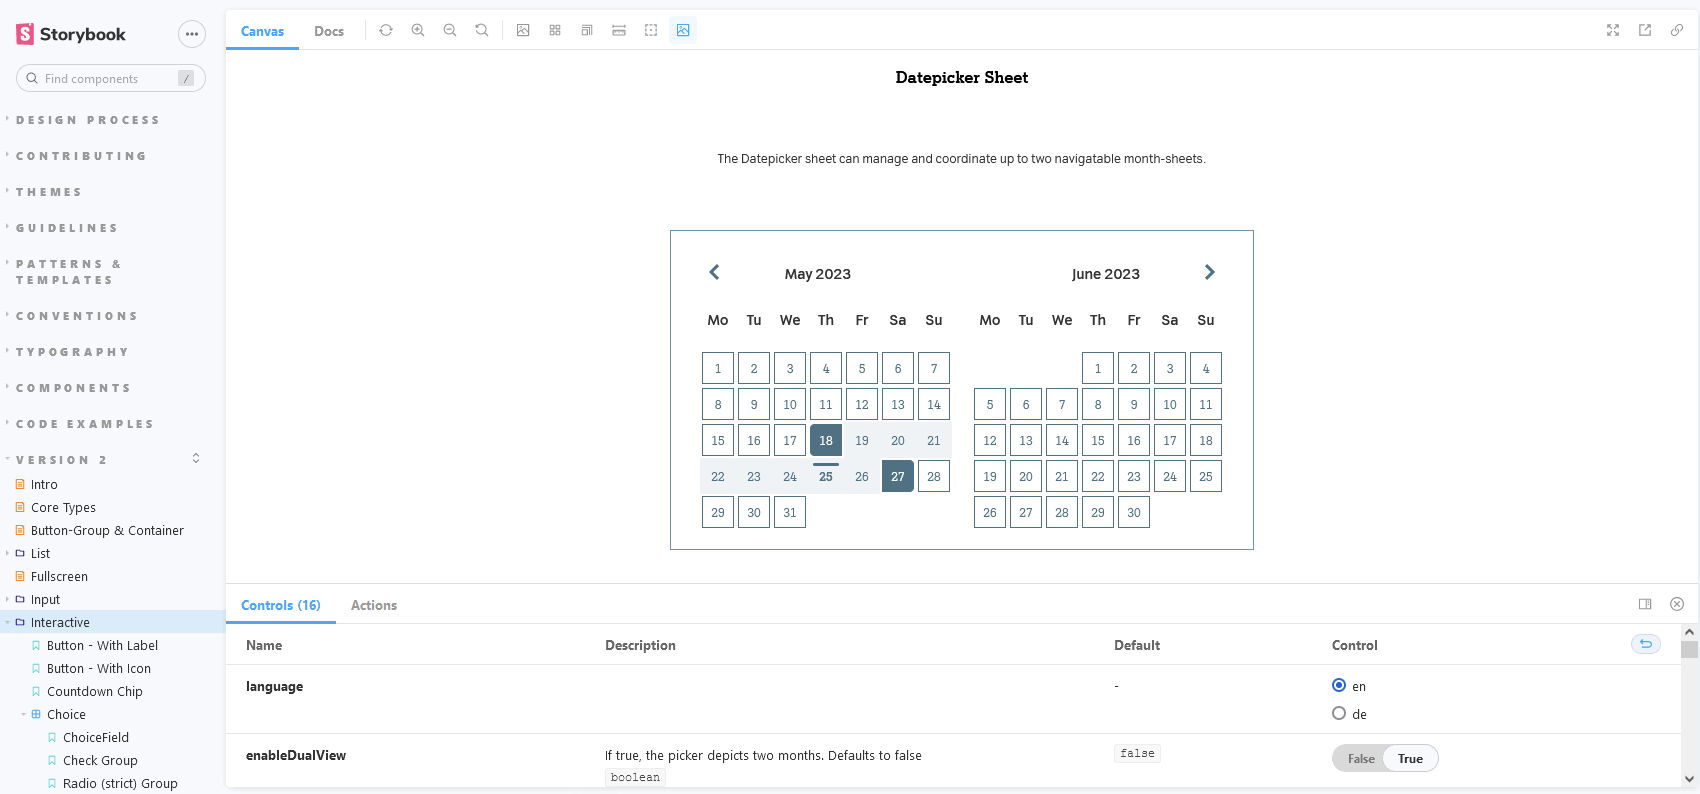 Storybook
Find components
/
DESIGN PROCESS
CONTRIBUTING
THEMES
GUIDELINES
PATTERNS &
TEMPLATES
CONVENTIONS
TYPOGRAPHY
COMPONENTS
CODE EXAMPLES
VERSION 2
Intro
Core Types
Button-Group & Container
List
Fullscreen
Input
Interactive
Button - With Label
Button - With Icon
Countdown Chip
Choice
ChoiceField
Check Group
Radio (strict) Group
Canvas Docs
Datepicker Sheet
The Datepicker sheet can manage and coordinate up to two navigatable month-sheets.
May 2023
Mo Tu We Th Fr Sa Su
1 2 3 4 5 6 7
8 9 10 11 12 13 14
15 16 17 18 19 20 21
22 23 24 25 26 27 28
29 30 31
June 2023
Mo Tu We Th Fr Sa Su
1 2 3 4
5 6 7 8 9 10 11
12 13 14 15 16 17 18
19 20 21 22 23 24 25
26 27 28 29 30
Controls (16) Actions
Name Description Default Control
language - en
de
enableDualView If true, the picker depicts two months. Defaults to false false False True
boolean